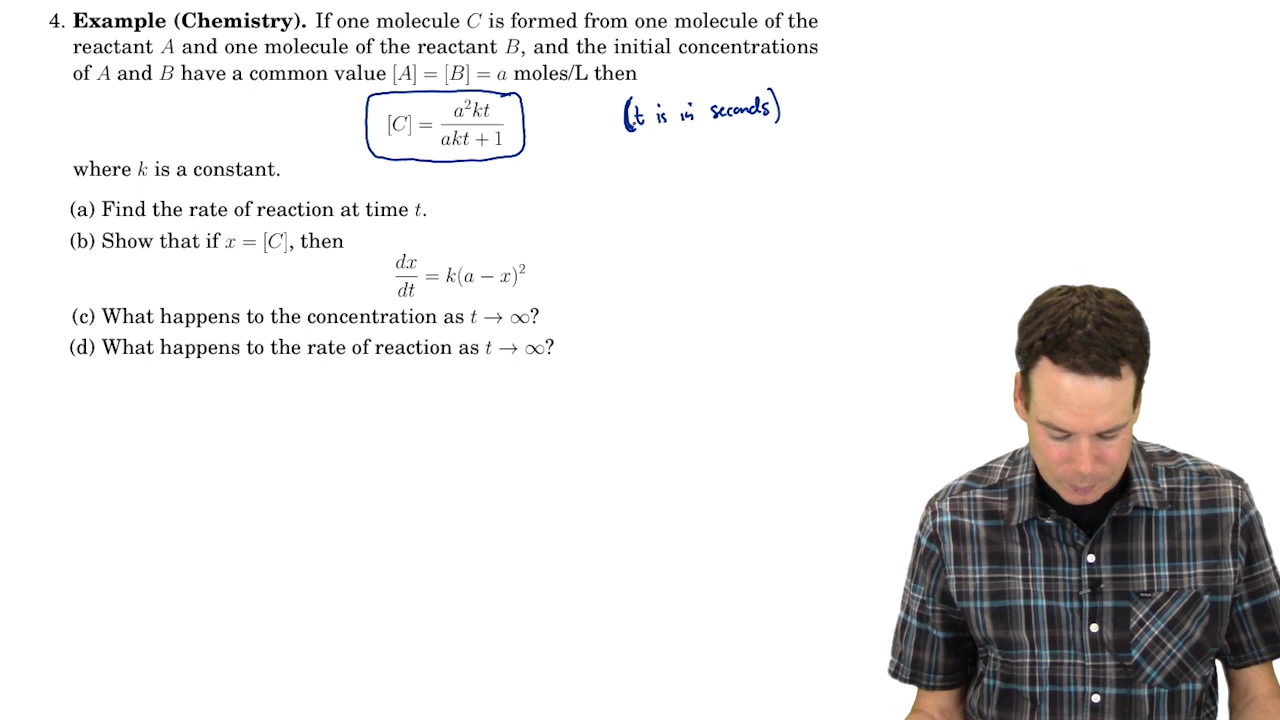 4. Example (Chemistry). If one molecule C is formed from one molecule of the
reactant A and one molecule of the reactant B, and the initial concentrations
of A and B have a common value [A] = [B] = a moles/L then
[C] = a²kt / akt + 1 (t is in seconds)
where k is a constant.
(a) Find the rate of reaction at time t.
(b) Show that if x = [C], then
dx/dt = k(a − x)²
(c) What happens to the concentration as t → ∞?
(d) What happens to the rate of reaction as t → ∞?